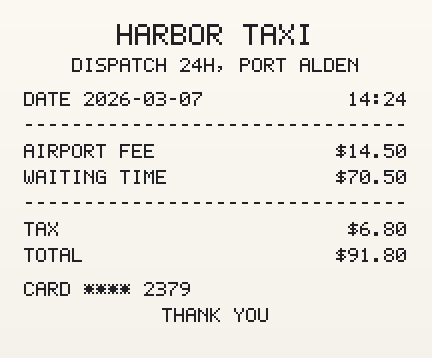 HARBOR TAXI
DISPATCH 24H, PORT ALDEN
DATE 2026-03-07 14:24
--------------------------------
AIRPORT FEE $14.50
WAITING TIME $70.50
--------------------------------
TAX $6.80
TOTAL $91.80
CARD **** 2379
THANK YOU